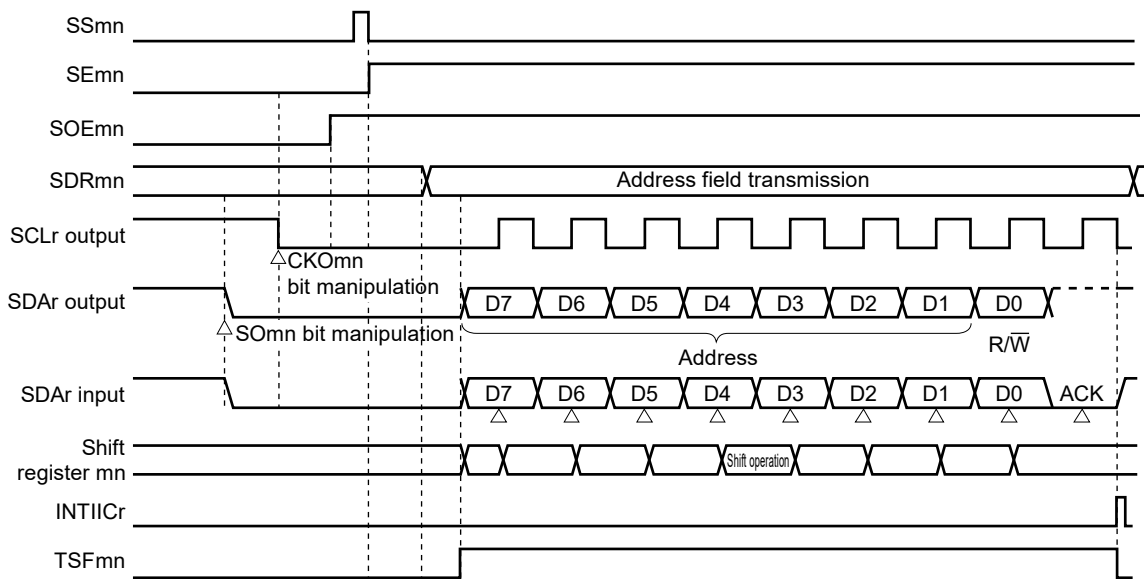 SSmn
SEmn
SOEmn
SDRmn
Address field transmission
SCLr output
△CKOmn
bit manipulation
SDAr output
D7 D6 D5 D4 D3 D2 D1 D0
△SOmn bit manipulation
Address
R/W̅
SDAr input
D7 D6 D5 D4 D3 D2 D1 D0 ACK
Shift
register mn
Shift operation
INTIICr
TSFmn